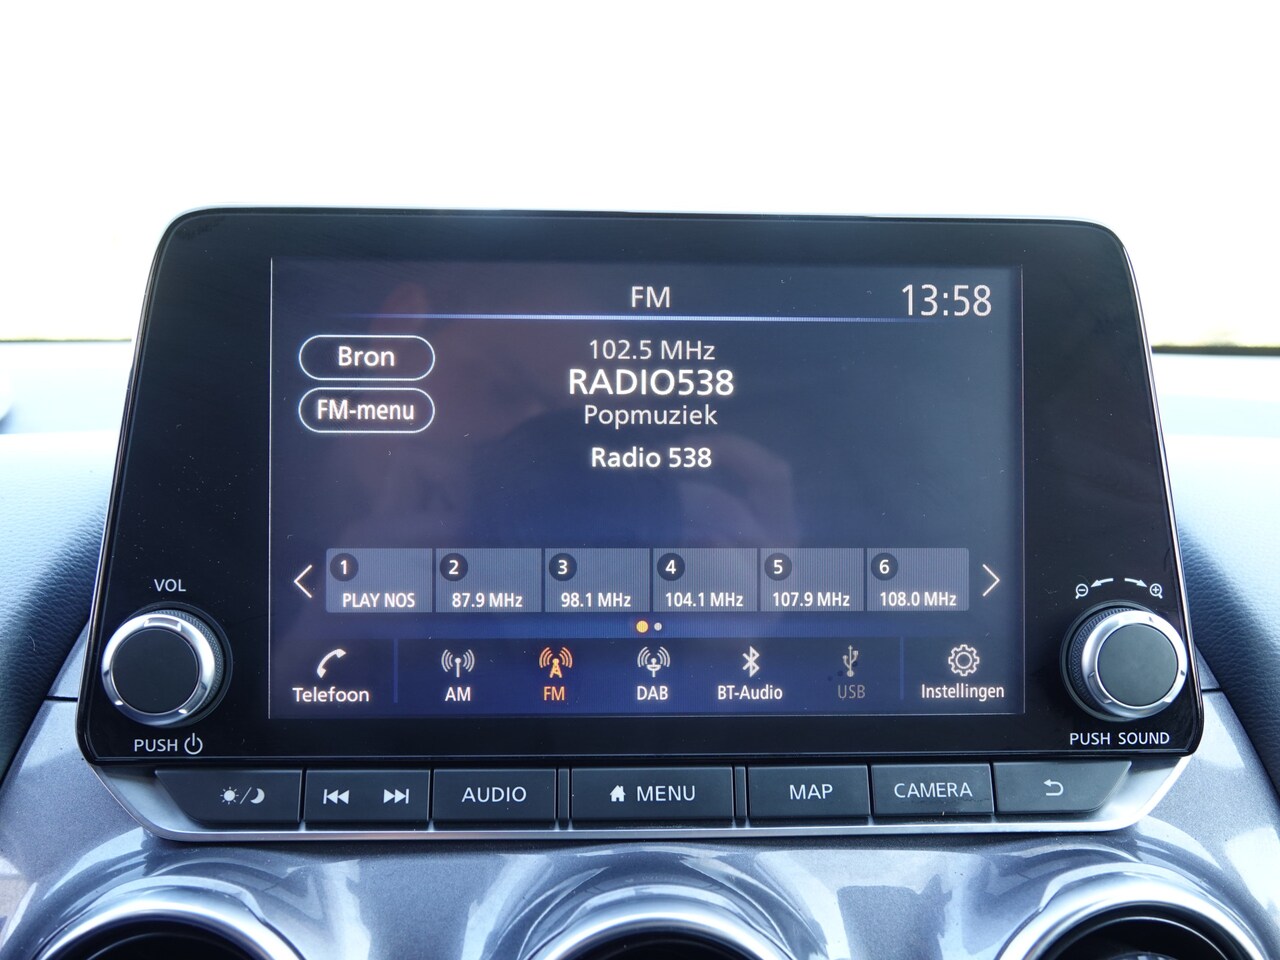 FM
13:58
Bron
FM-menu
102.5 MHz
RADIO538
Popmuziek
Radio 538
1
PLAY NOS
2
87.9 MHz
3
98.1 MHz
4
104.1 MHz
5
107.9 MHz
6
108.0 MHz
Telefoon
AM
FM
DAB
BT-Audio
USB
Instellingen
VOL
PUSH
PUSH SOUND
AUDIO
MENU
MAP
CAMERA